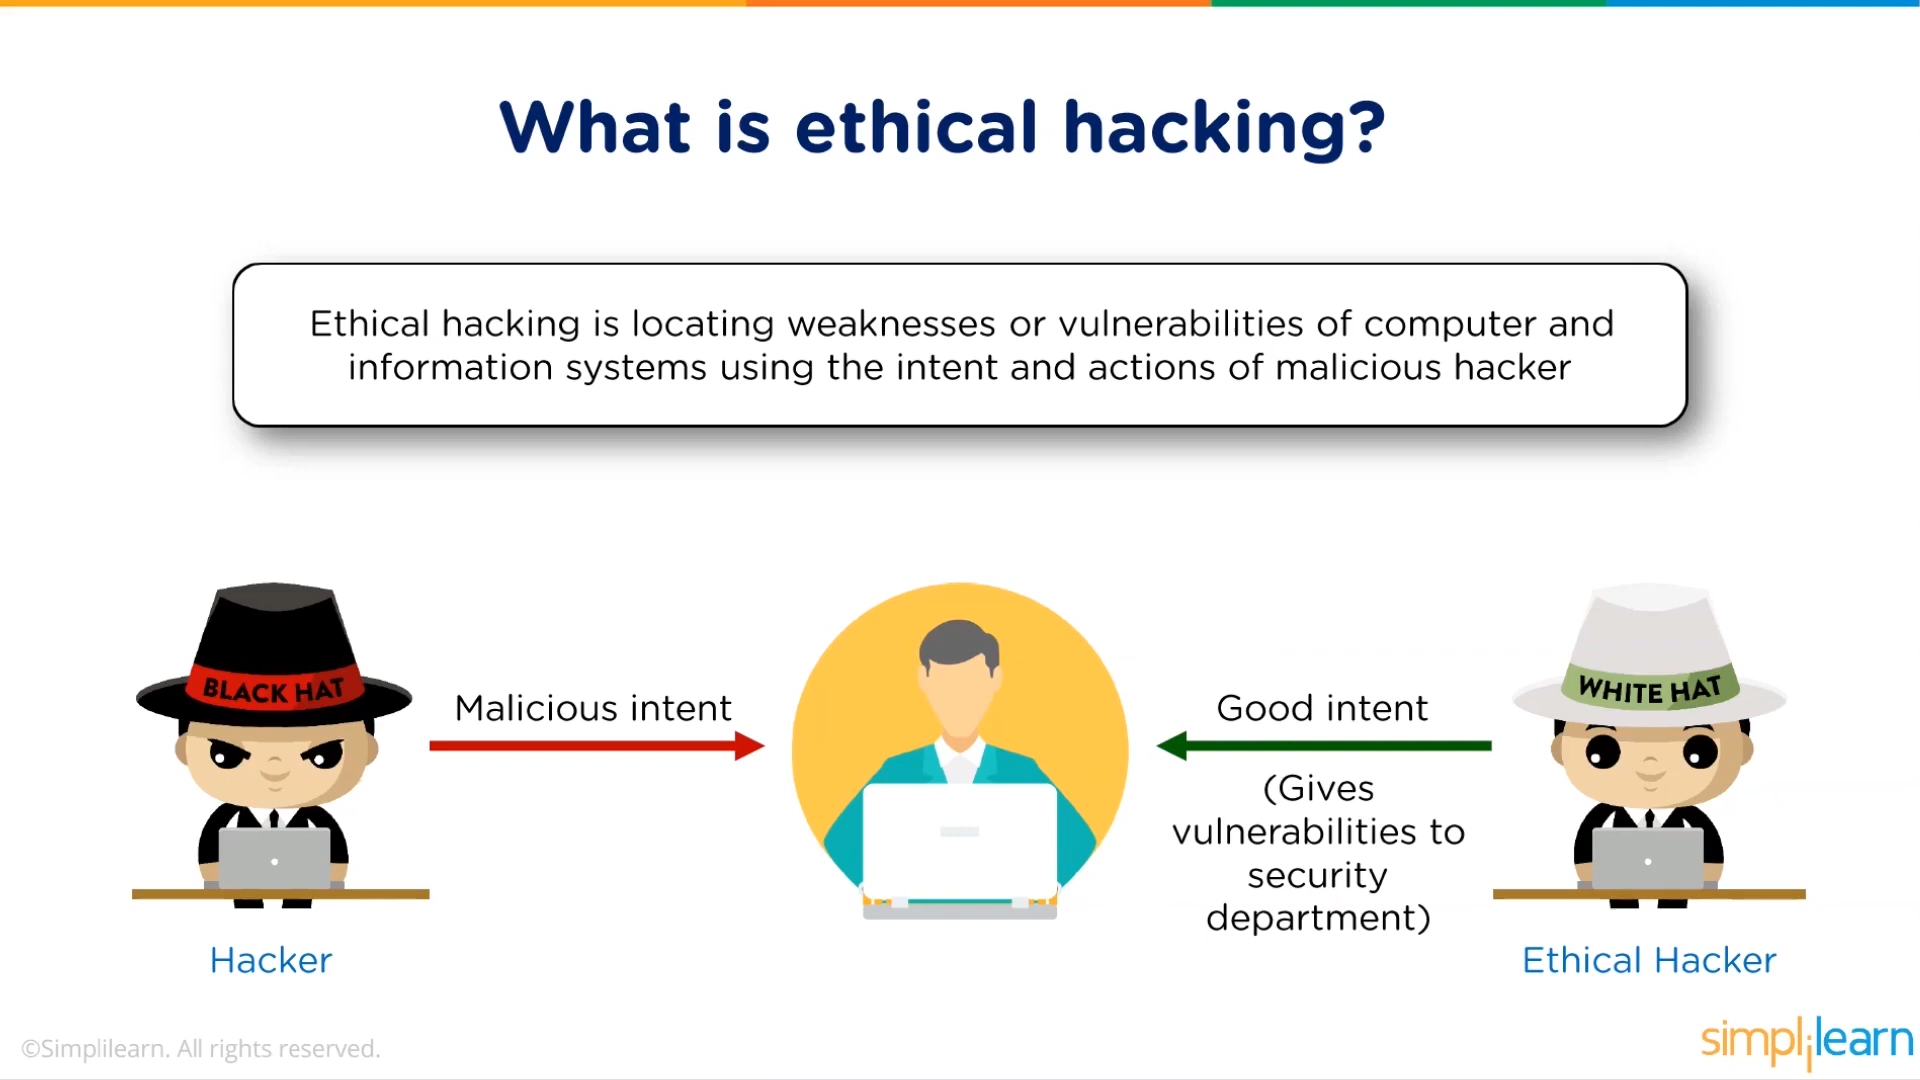 What is ethical hacking?
Ethical hacking is locating weaknesses or vulnerabilities of computer and
information systems using the intent and actions of malicious hacker
BLACK HAT
Malicious intent
Good intent
(Gives
vulnerabilities to
security
department)
WHITE HAT
Hacker
Ethical Hacker
©Simplilearn. All rights reserved.
simplilearn